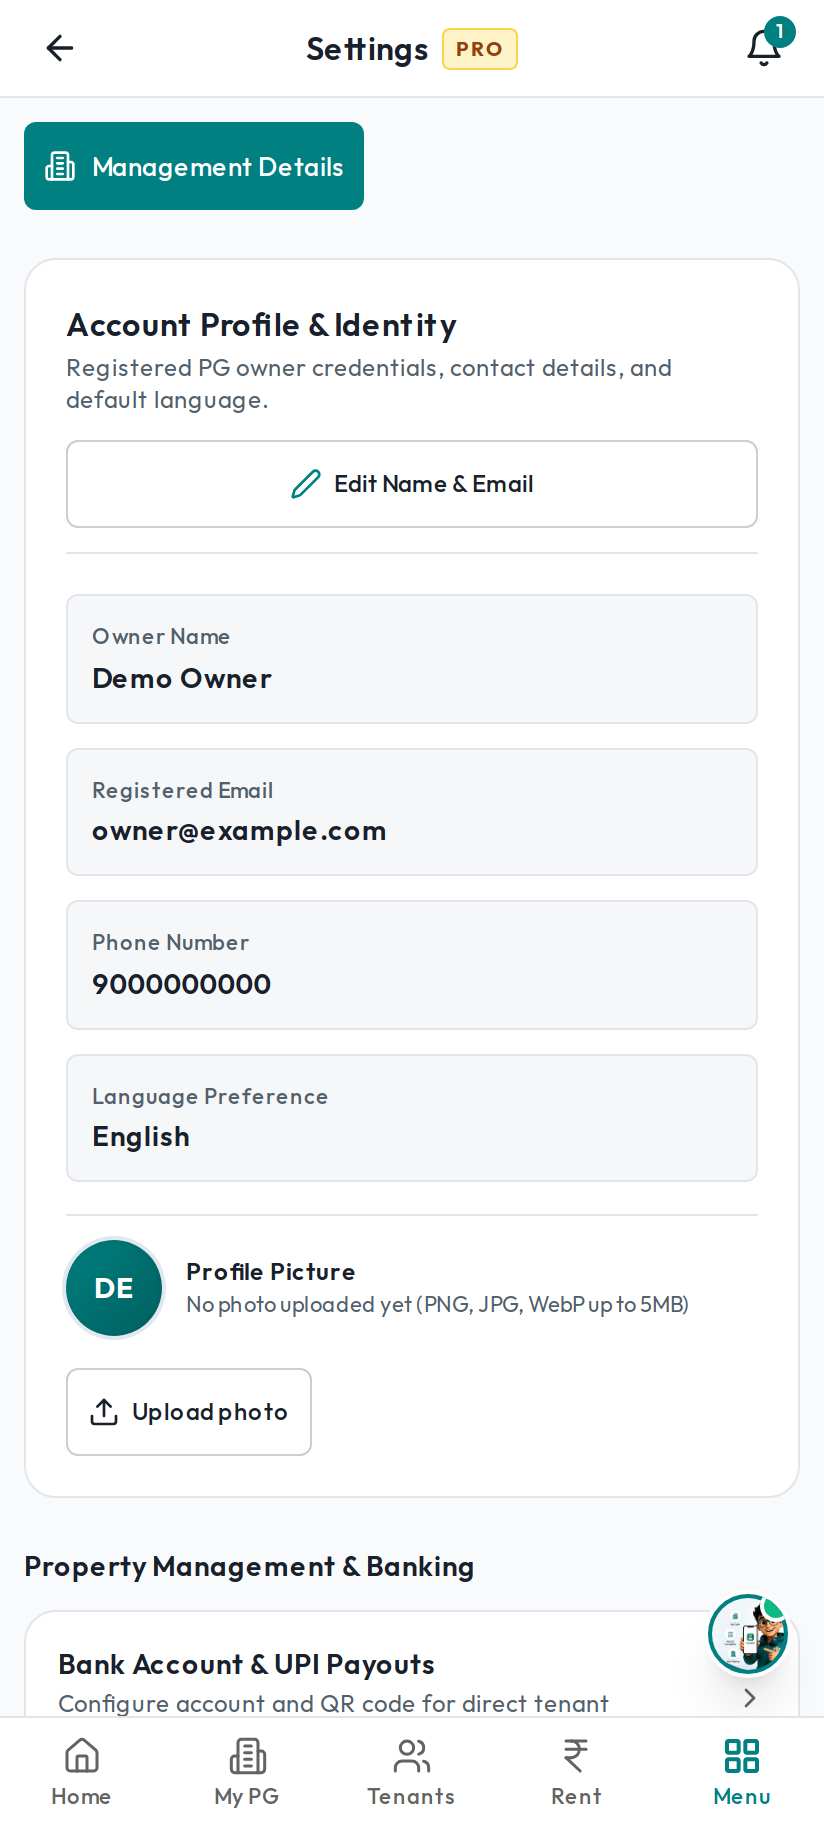 Settings
PRO
1
Management Details
Account Profile & Identity
Registered PG owner credentials, contact details, and
default language.
Edit Name & Email
Owner Name
Demo Owner
Registered Email
owner@example.com
Phone Number
9000000000
Language Preference
English
DE
Profile Picture
No photo uploaded yet (PNG, JPG, WebP up to 5MB)
Upload photo
Property Management & Banking
Bank Account & UPI Payouts
Configure account and QR code for direct tenant
Home
My PG
Tenants
Rent
Menu